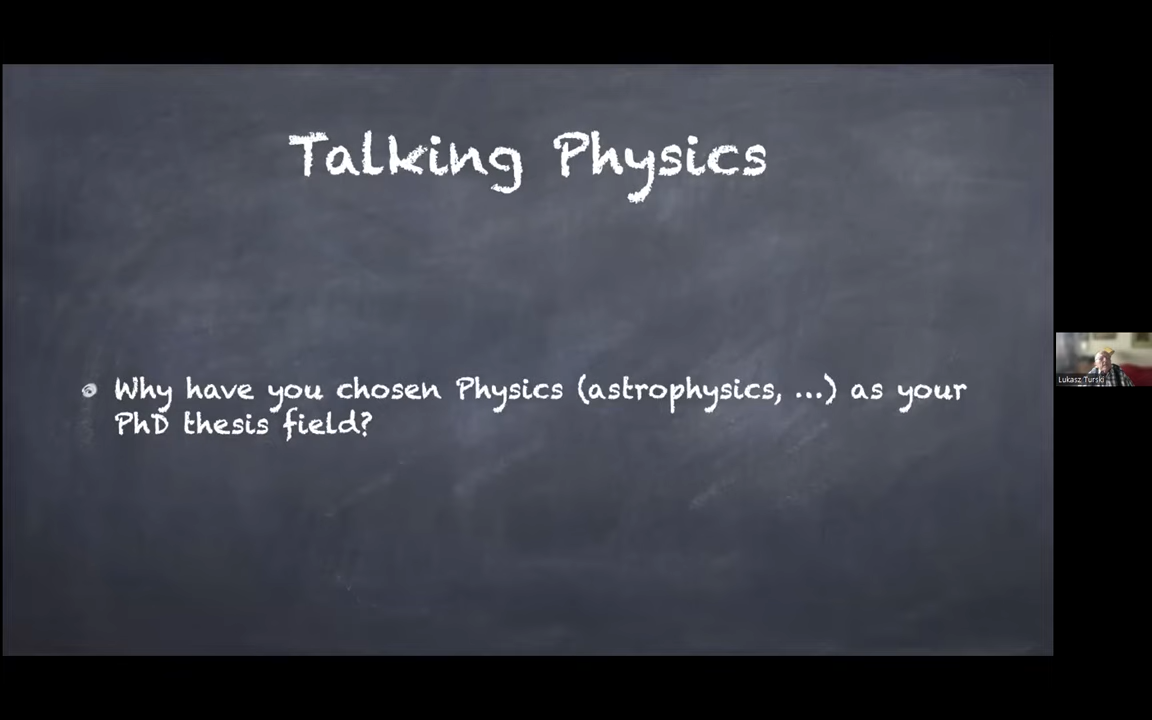 Talking Physics
Why have you chosen Physics (astrophysics, ...) as your
PhD thesis field?
Lukasz Turski